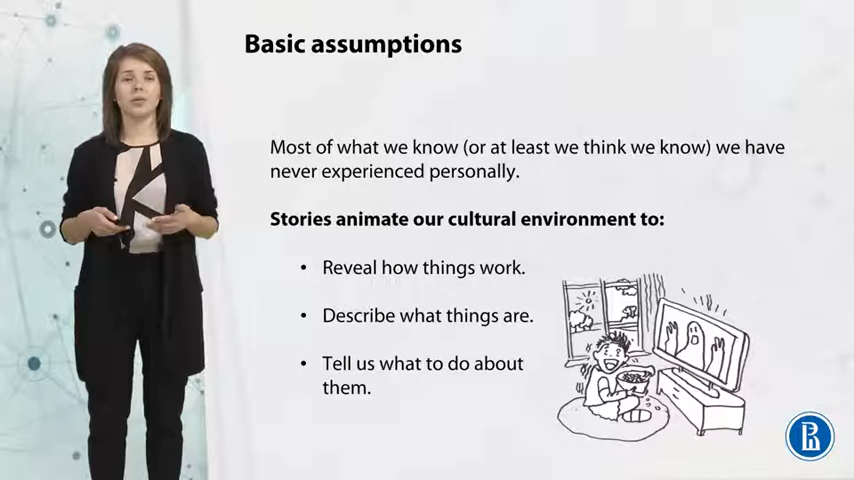 Basic assumptions
Most of what we know (or at least we think we know) we have
never experienced personally.
Stories animate our cultural environment to:
• Reveal how things work.
• Describe what things are.
• Tell us what to do about
them.